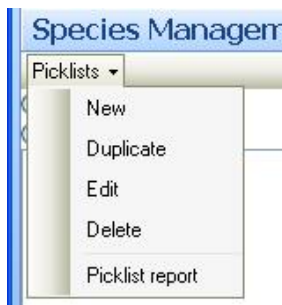 Species Managem
Picklists
New
Duplicate
Edit
Delete
Picklist report